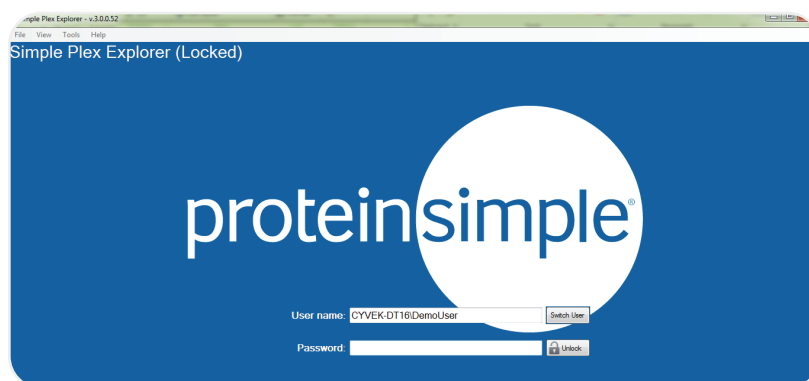 mple Plex Explorer - v.3.0.0.52
File View Tools Help
Simple Plex Explorer (Locked)
proteinsimple®
User name: CYVEK-DT16\DemoUser Switch User
Password: Unlock